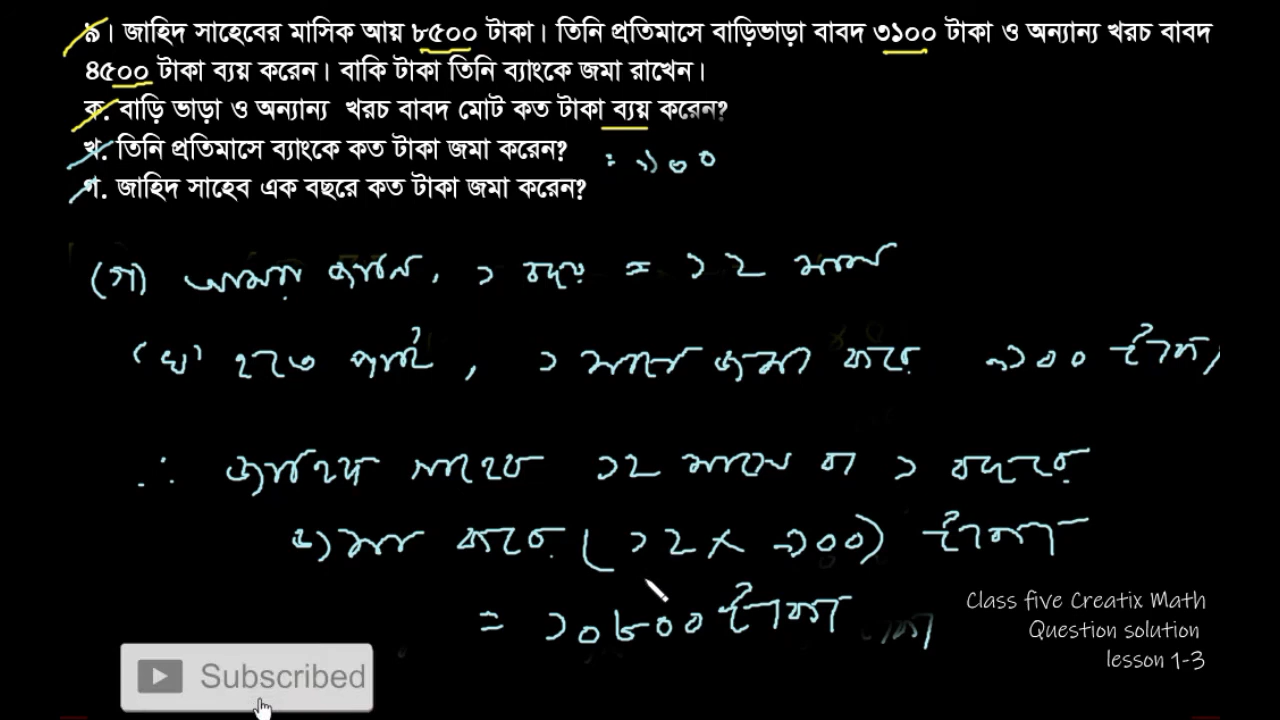 ৯। জাহিদ সাহেবের মাসিক আয় ৮৫০০ টাকা। তিনি প্রতিমাসে বাড়িভাড়া বাবদ ৩১০০ টাকা ও অন্যান্য খরচ বাবদ
৪৫০০ টাকা ব্যয় করেন। বাকি টাকা তিনি ব্যাংকে জমা রাখেন।
ক. বাড়ি ভাড়া ও অন্যান্য খরচ বাবদ মোট কত টাকা ব্যয় করেন?
খ. তিনি প্রতিমাসে ব্যাংকে কত টাকা জমা করেন?
= ৯০০
গ. জাহিদ সাহেব এক বছরে কত টাকা জমা করেন?
(গ) আমরা জানি, ১ বছর = ১২ মাস
(খ) হতে পাই, ১ মাসে জমা করে ৯০০ টাকা
∴ জাহিদ সাহেব ১২ মাসে বা ১ বছরে
জমা করে (১২ × ৯০০) টাকা
= ১০৮০০ টাকা
Class five Creatix Math
Question solution
lesson 1-3
Subscribed